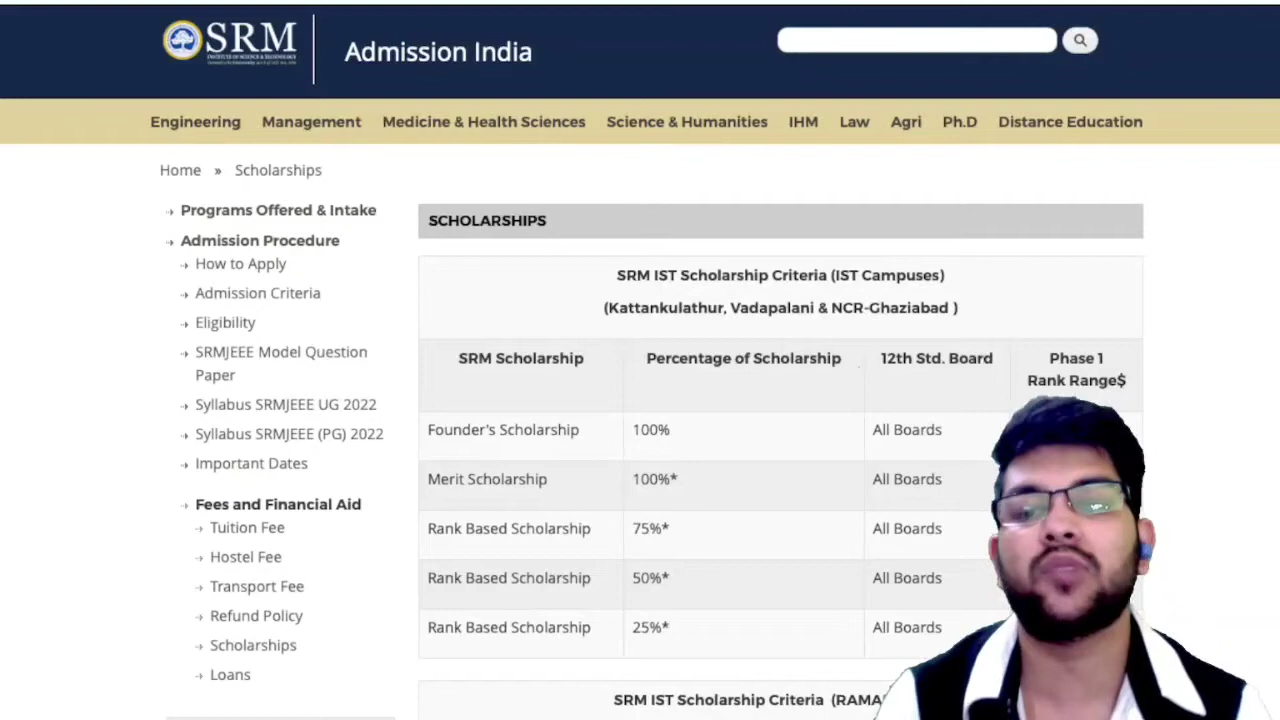 SRM
Admission India
Engineering Management Medicine & Health Sciences Science & Humanities IHM Law Agri Ph.D Distance Education
Home » Scholarships
Programs Offered & Intake
Admission Procedure
How to Apply
Admission Criteria
Eligibility
SRMJEEE Model Question
Paper
Syllabus SRMJEEE UG 2022
Syllabus SRMJEEE (PG) 2022
Important Dates
Fees and Financial Aid
Tuition Fee
Hostel Fee
Transport Fee
Refund Policy
Scholarships
Loans
SCHOLARSHIPS
SRM IST Scholarship Criteria (IST Campuses)
(Kattankulathur, Vadapalani & NCR-Ghaziabad )
SRM Scholarship Percentage of Scholarship 12th Std. Board Phase 1
Rank Range$
Founder's Scholarship 100% All Boards
Merit Scholarship 100%* All Boards
Rank Based Scholarship 75%* All Boards
Rank Based Scholarship 50%* All Boards
Rank Based Scholarship 25%* All Boards
SRM IST Scholarship Criteria (RAMA